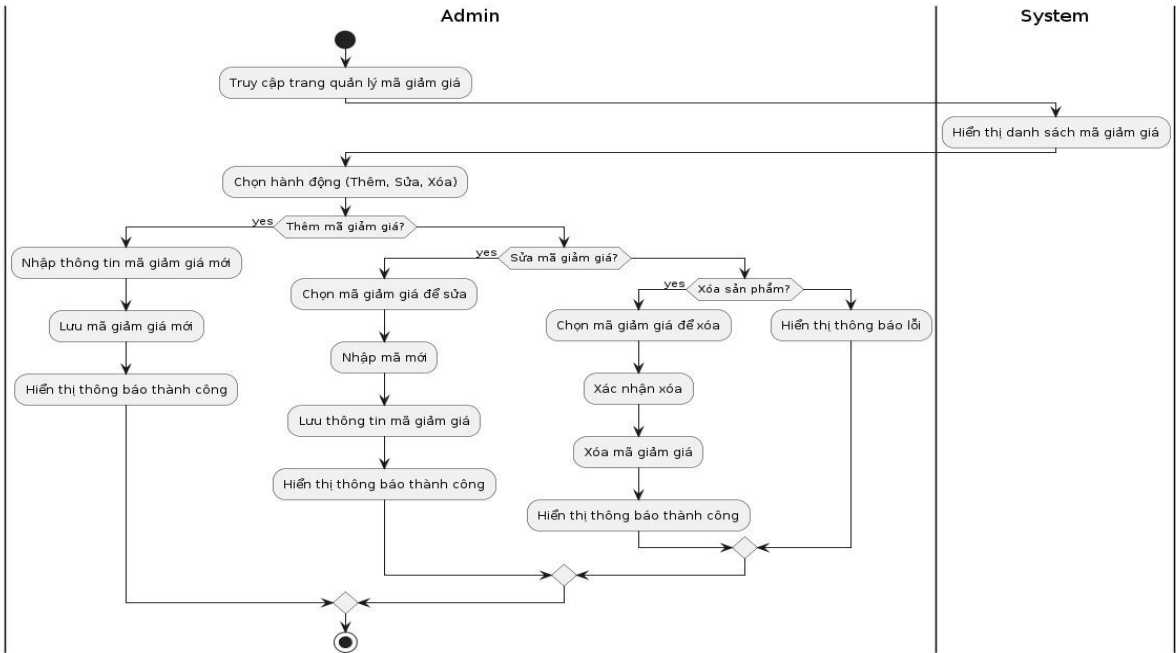 Admin
System
Truy cập trang quản lý mã giảm giá
Hiển thị danh sách mã giảm giá
Chọn hành động (Thêm, Sửa, Xóa)
yes
Thêm mã giảm giá?
Nhập thông tin mã giảm giá mới
Lưu mã giảm giá mới
Hiển thị thông báo thành công
yes
Sửa mã giảm giá?
Chọn mã giảm giá để sửa
Nhập mã mới
Lưu thông tin mã giảm giá
Hiển thị thông báo thành công
yes
Xóa sản phẩm?
Chọn mã giảm giá để xóa
Xác nhận xóa
Xóa mã giảm giá
Hiển thị thông báo thành công
Hiển thị thông báo lỗi